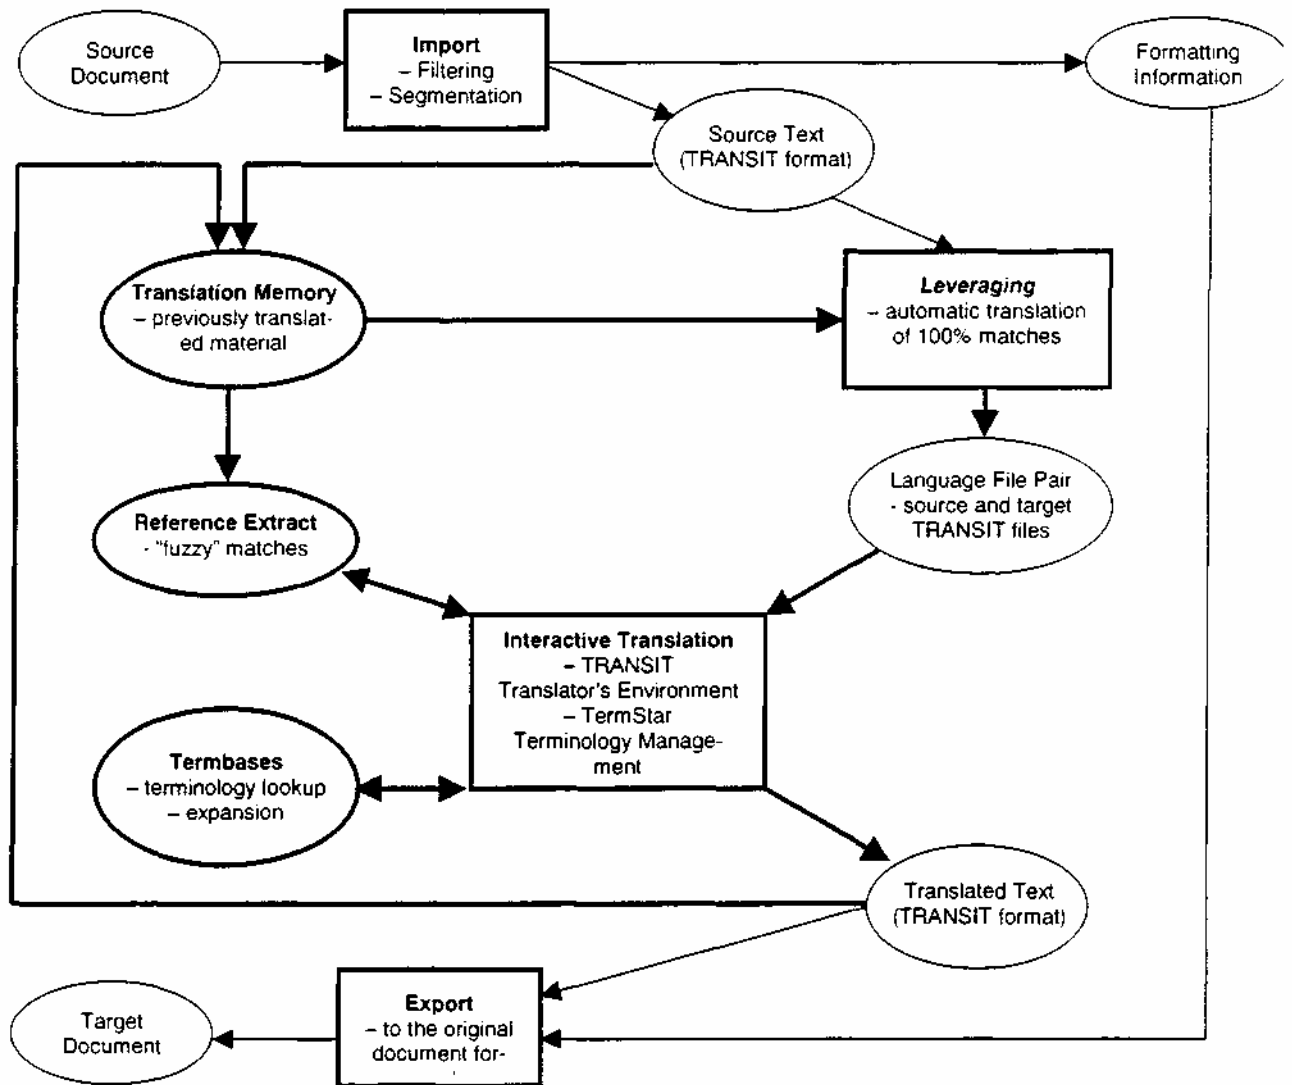 Source
Document
Import
– Filtering
– Segmentation
Formatting
Information
Source Text
(TRANSIT format)
Translation Memory
– previously translat-
ed material
Leveraging
– automatic translation
of 100% matches
Reference Extract
- "fuzzy" matches
Language File Pair
- source and target
TRANSIT files
Interactive Translation
– TRANSIT
Translator's Environment
– TermStar
Terminology Manage-
ment
Termbases
– terminology lookup
– expansion
Translated Text
(TRANSIT format)
Export
– to the original
document for-
Target
Document